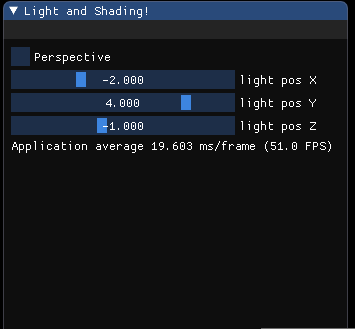 Light and Shading!
Perspective
-2.000 light pos X
4.000 light pos Y
-1.000 light pos Z
Application average 19.603 ms/frame (51.0 FPS)